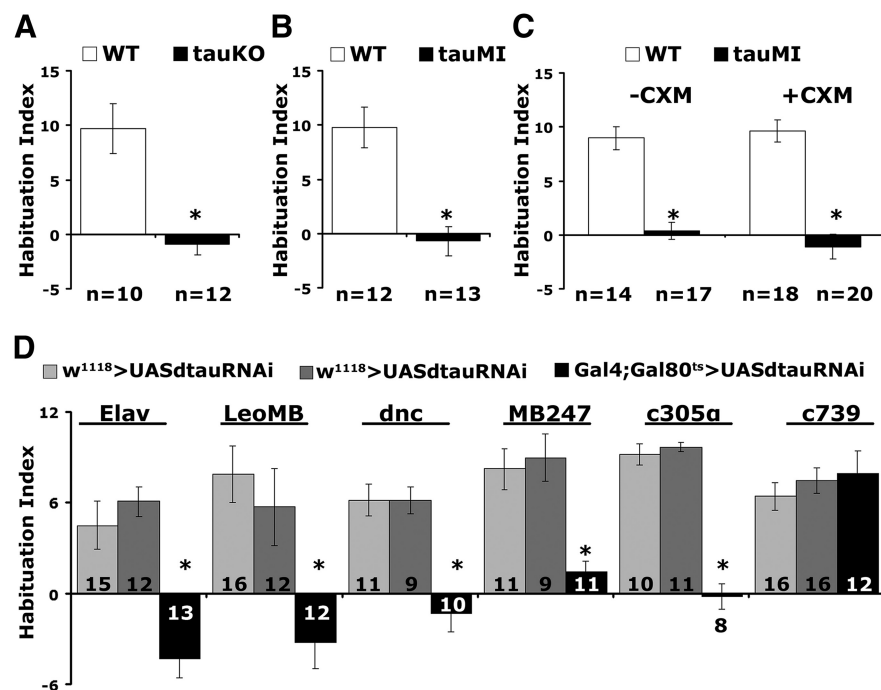 A
WT tauKO
Habituation Index
15
10
5
0
-5
*
n=10 n=12
B
WT tauMI
Habituation Index
15
10
5
0
-5
*
n=12 n=13
C
WT tauMI
-CXM +CXM
Habituation Index
15
10
5
0
-5
* *
n=14 n=17 n=18 n=20
D
w1118>UASdtauRNAi w1118>UASdtauRNAi Gal4;Gal80ts>UASdtauRNAi
Elav LeoMB dnc MB247 c305α c739
Habituation Index
12
6
0
-6
* * * * *
15 12 13 16 12 12 11 9 10 11 9 11 10 11 8 16 16 12